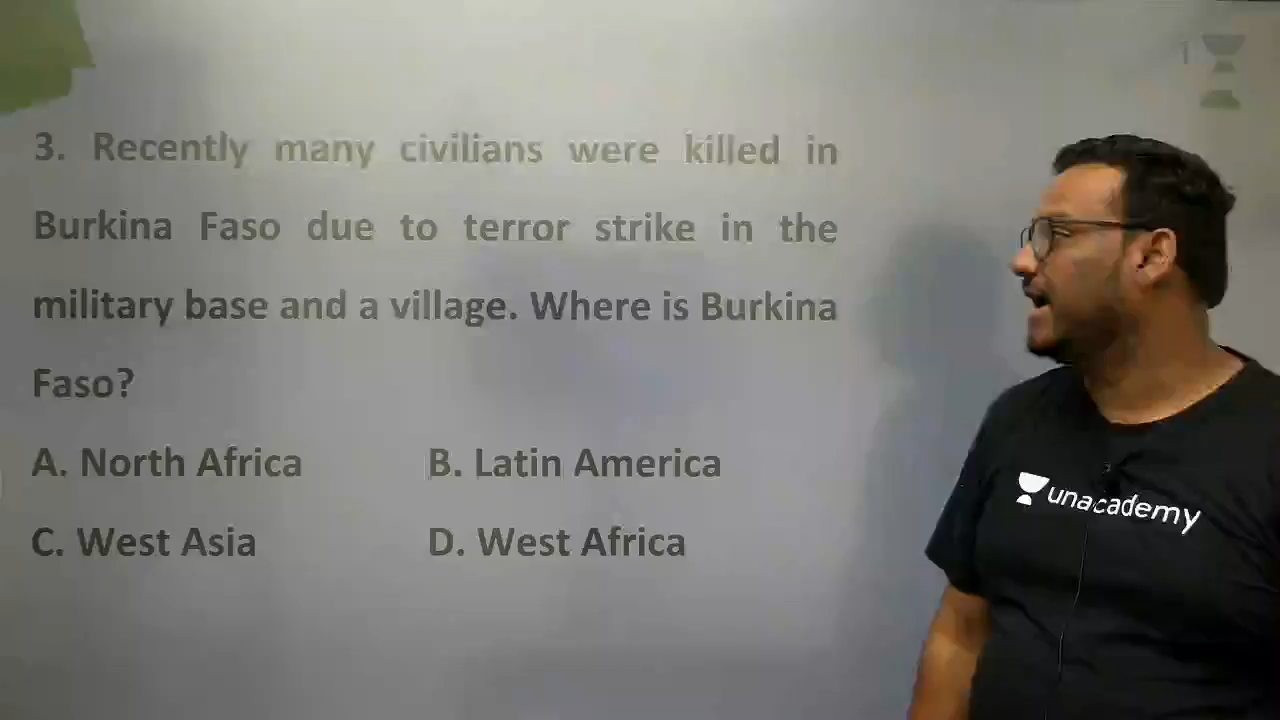 3. Recently many civilians were killed in
Burkina Faso due to terror strike in the
military base and a village. Where is Burkina
Faso?
A. North Africa
B. Latin America
C. West Asia
D. West Africa
unacademy